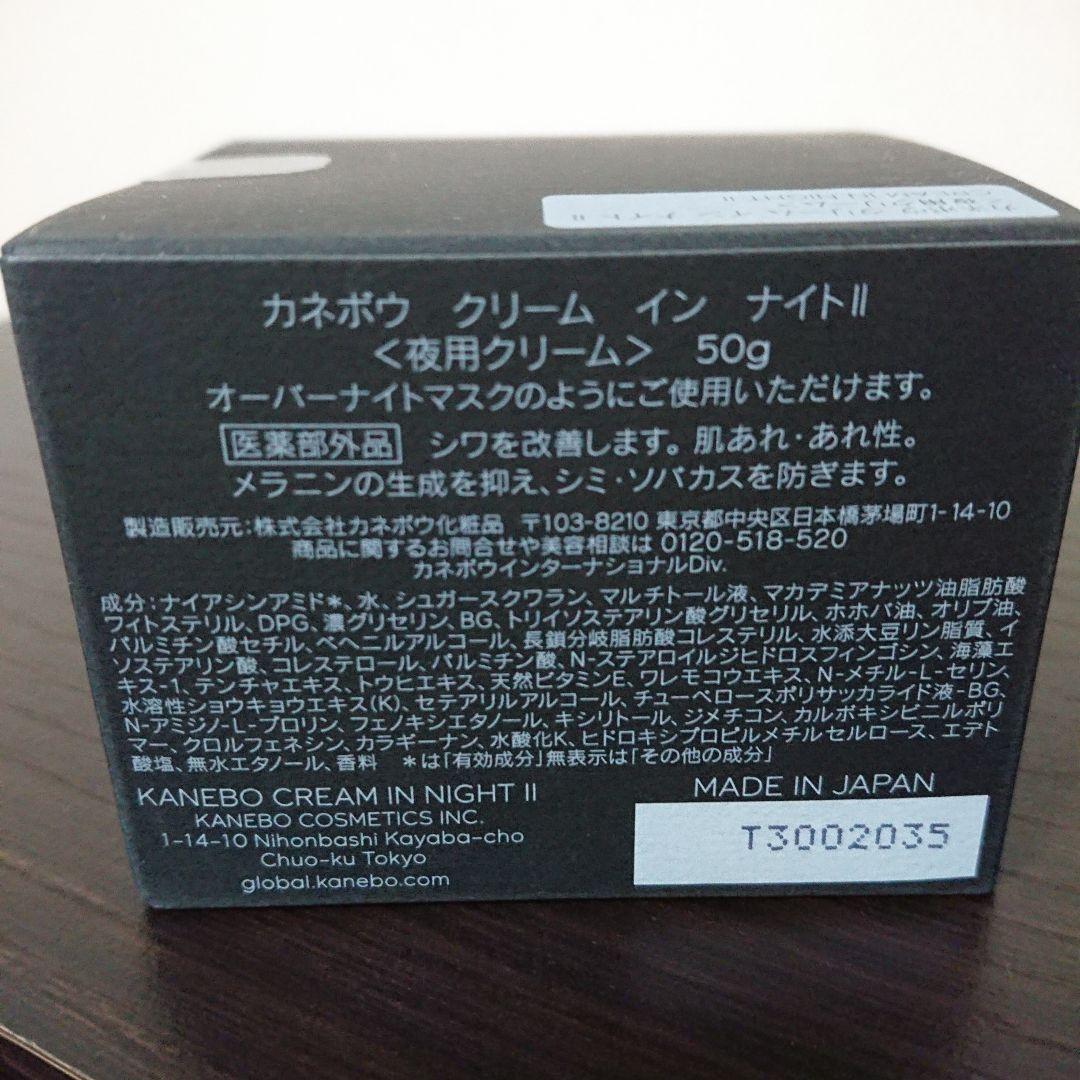 カネボウ クリーム イン ナイトII
CREAM IN NIGHT II
カネボウ クリーム イン ナイトII
<夜用クリーム> 50g
オーバーナイトマスクのようにご使用いただけます。
医薬部外品 シワを改善します。肌あれ・あれ性。
メラニンの生成を抑え、シミ・ソバカスを防ぎます。
製造販売元:株式会社カネボウ化粧品 〒103-8210 東京都中央区日本橋茅場町1-14-10
商品に関するお問合せや美容相談は 0120-518-520
カネボウインターナショナルDiv.
成分:ナイアシンアミド*、水、シュガースクワラン、マルチトール液、マカデミアナッツ油脂肪酸
フィトステリル、DPG、濃グリセリン、BG、トリイソステアリン酸グリセリル、ホホバ油、オリブ油、
パルミチン酸セチル、ベヘニルアルコール、長鎖分岐脂肪酸コレステリル、水添大豆リン脂質、イ
ソステアリン酸、コレステロール、パルミチン酸、N-ステアロイルジヒドロスフィンゴシン、海藻エ
キス-1、テンチャエキス、トウヒエキス、天然ビタミンE、ワレモコウエキス、N-メチル-L-セリン、
水溶性ショウキョウエキス(K)、セテアリルアルコール、チューベロースポリサッカライド液-BG、
N-アミジノ-L-プロリン、フェノキシエタノール、キシリトール、ジメチコン、カルボキシビニルポリ
マー、クロルフェネシン、カラギーナン、水酸化K、ヒドロキシプロピルメチルセルロース、エデト
酸塩、無水エタノール、香料 *は「有効成分」無表示は「その他の成分」
KANEBO CREAM IN NIGHT II
KANEBO COSMETICS INC.
1-14-10 Nihonbashi Kayaba-cho
Chuo-ku Tokyo
global.kanebo.com
MADE IN JAPAN
T3002035